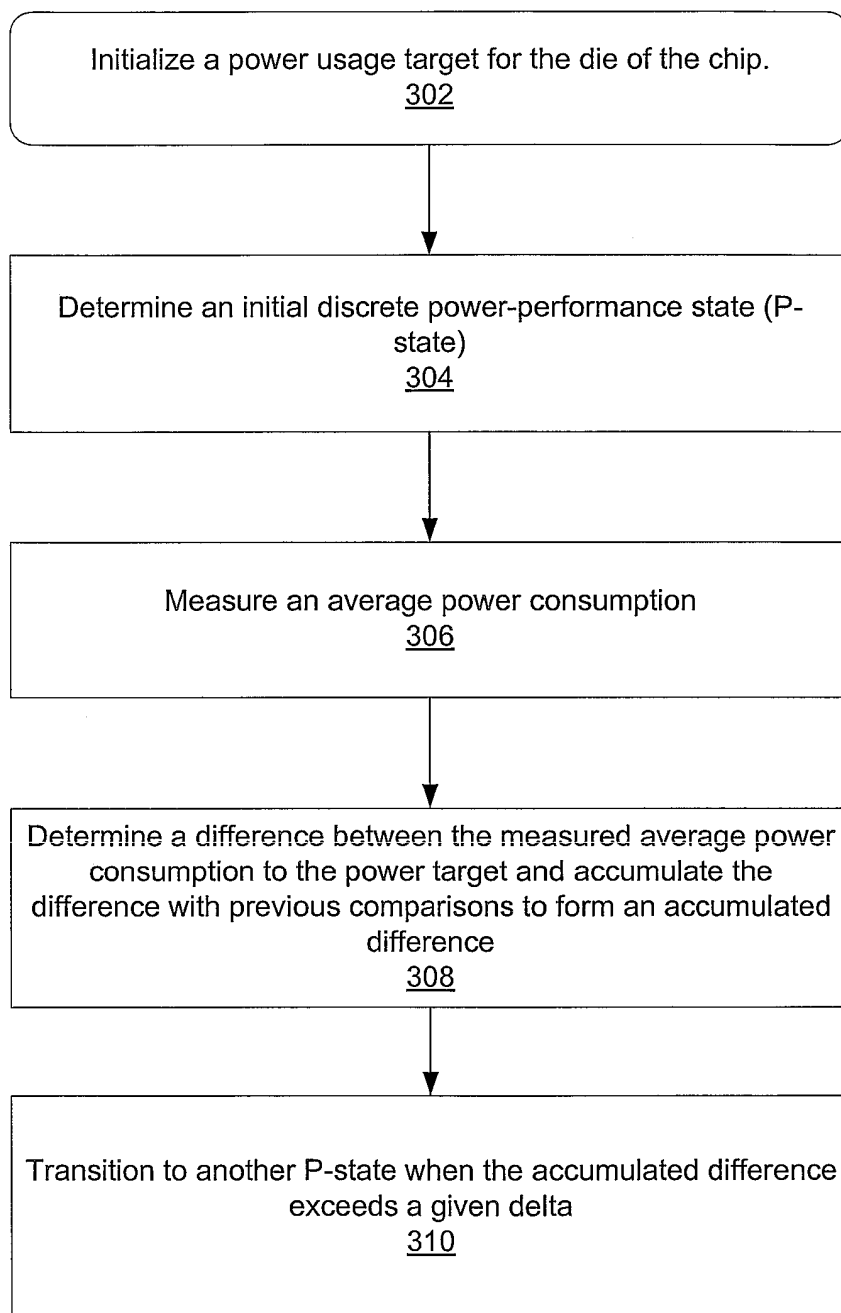 Initialize a power usage target for the die of the chip.
302
Determine an initial discrete power-performance state (P-
state)
304
Measure an average power consumption
306
Determine a difference between the measured average power
consumption to the power target and accumulate the
difference with previous comparisons to form an accumulated
difference
308
Transition to another P-state when the accumulated difference
exceeds a given delta
310